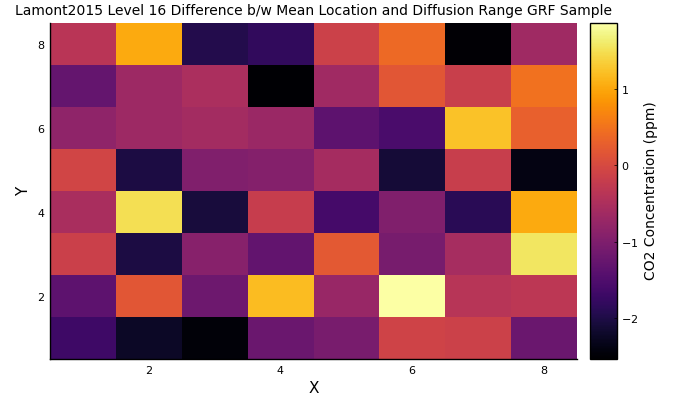 Lamont2015 Level 16 Difference b/w Mean Location and Diffusion Range GRF Sample
8
6
4
2
Y
2 4 6 8
X
1
0
−1
−2
CO2 Concentration (ppm)